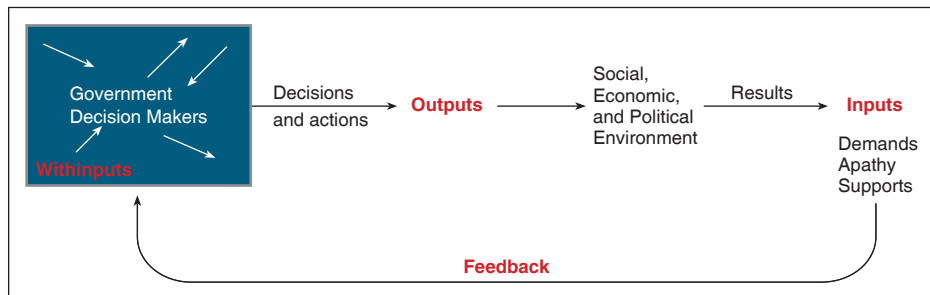 Government
Decision Makers
Withinputs
Decisions
and actions
Outputs
Social,
Economic,
and Political
Environment
Results
Inputs
Demands
Apathy
Supports
Feedback